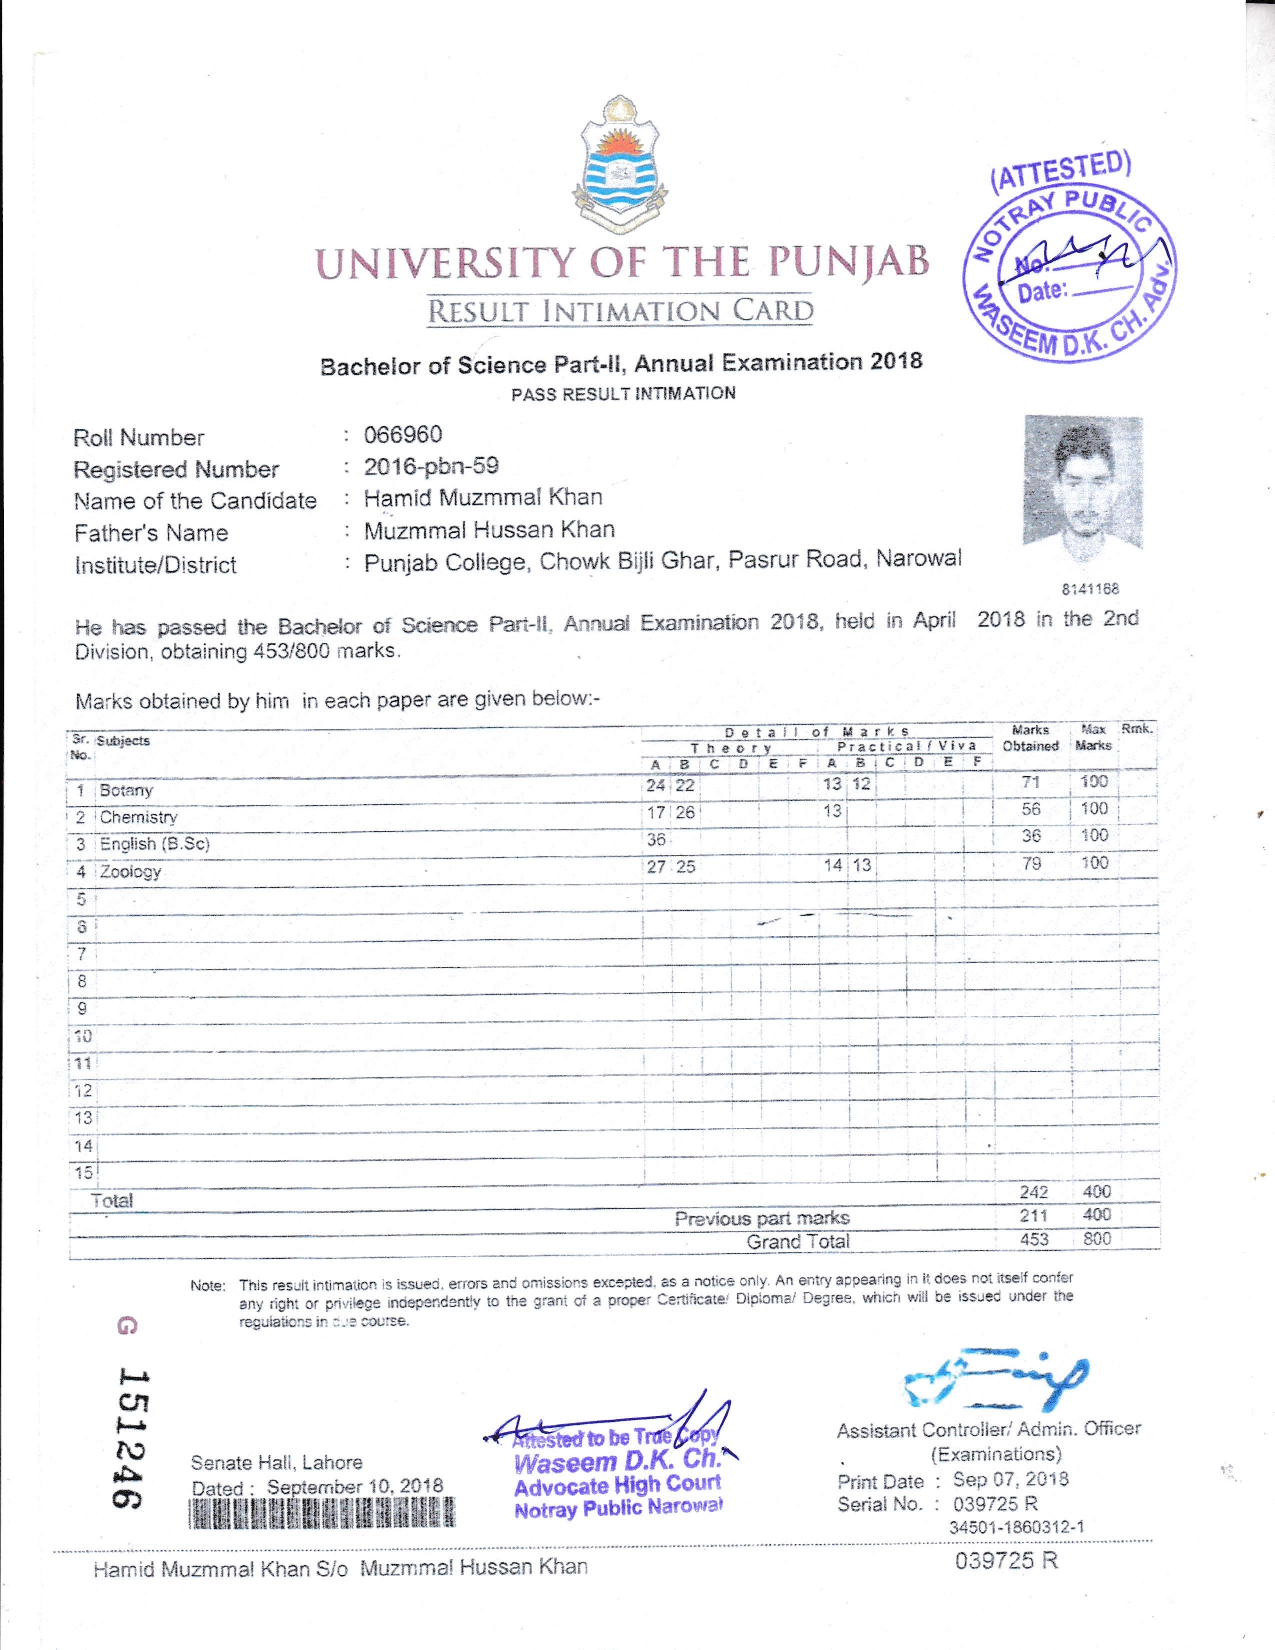 (ATTESTED)
NOTRAY PUBLIC
No.
Date:
WASEEM D.K. CH. Adv.
UNIVERSITY OF THE PUNJAB
RESULT INTIMATION CARD
Bachelor of Science Part-II, Annual Examination 2018
PASS RESULT INTIMATION
Roll Number : 066960
Registered Number : 2016-pbn-59
Name of the Candidate : Hamid Muzmmal Khan
Father's Name : Muzmmal Hussan Khan
Institute/District : Punjab College, Chowk Bijli Ghar, Pasrur Road, Narowal
8141168
He has passed the Bachelor of Science Part-II, Annual Examination 2018, held in April 2018 in the 2nd
Division, obtaining 453/800 marks.
Marks obtained by him in each paper are given below:-
Sr. No. Subjects Detail of Marks Marks Obtained Max Marks Rmk.
Theory Practical / Viva
A B C D E F A B C D E F
1 Botany 24 22 13 12 71 100
2 Chemistry 17 26 13 56 100
3 English (B.Sc) 36 36 100
4 Zoology 27 25 14 13 79 100
5
6
7
8
9
10
11
12
13
14
15
Total 242 400
Previous part marks 211 400
Grand Total 453 800
Note: This result intimation is issued, errors and omissions excepted, as a notice only. An entry appearing in it does not itself confer
any right or privilege independently to the grant of a proper Certificate/ Diploma/ Degree, which will be issued under the
regulations in due course.
G 151246
Senate Hall, Lahore
Dated : September 10, 2018
Attested to be True Copy
Waseem D.K. Ch.
Advocate High Court
Notray Public Narowal
Assistant Controller/ Admin. Officer
(Examinations)
Print Date : Sep 07, 2018
Serial No. : 039725 R
34501-1860312-1
Hamid Muzmmal Khan S/o Muzmmal Hussan Khan
039725 R